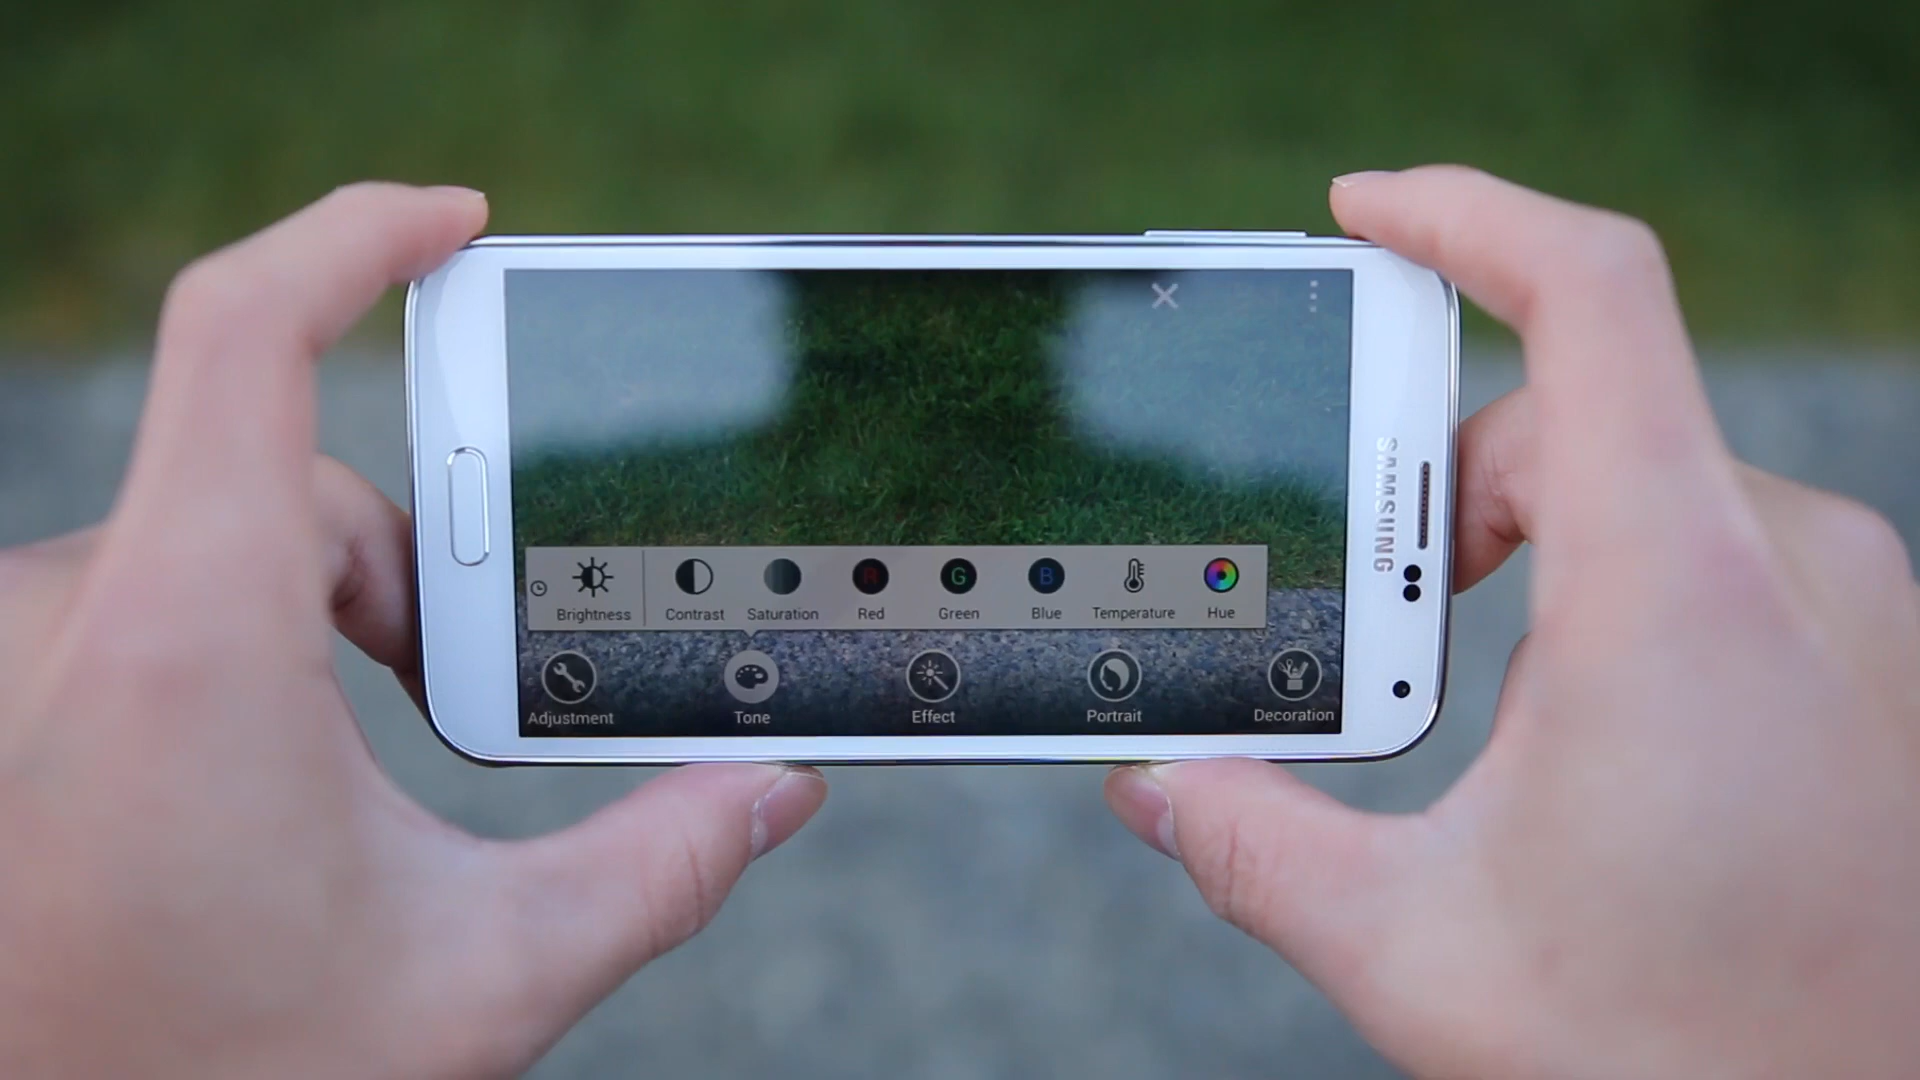 SAMSUNG
Brightness
Contrast
Saturation
R
Red
G
Green
B
Blue
Temperature
Hue
Adjustment
Tone
Effect
Portrait
Decoration